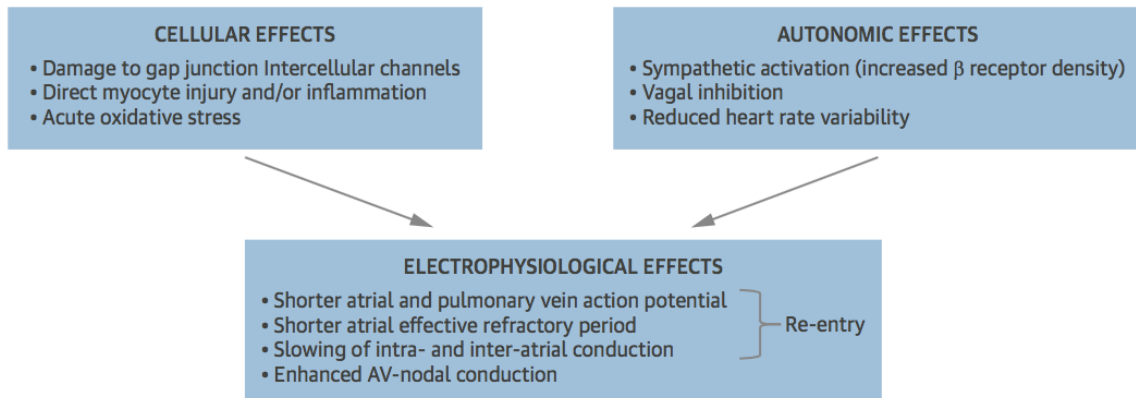 CELLULAR EFFECTS
• Damage to gap junction Intercellular channels
• Direct myocyte injury and/or inflammation
• Acute oxidative stress
AUTONOMIC EFFECTS
• Sympathetic activation (increased β receptor density)
• Vagal inhibition
• Reduced heart rate variability
ELECTROPHYSIOLOGICAL EFFECTS
• Shorter atrial and pulmonary vein action potential
• Shorter atrial effective refractory period
• Slowing of intra- and inter-atrial conduction
• Enhanced AV-nodal conduction
Re-entry